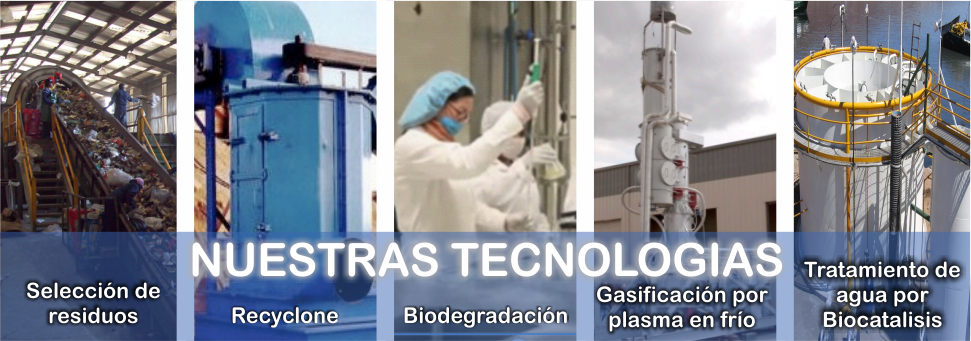 NUESTRAS TECNOLOGIAS
Selección de
residuos
Recyclone
Biodegradación
Gasificación por
plasma en frío
Tratamiento de
agua por
Biocatalisis